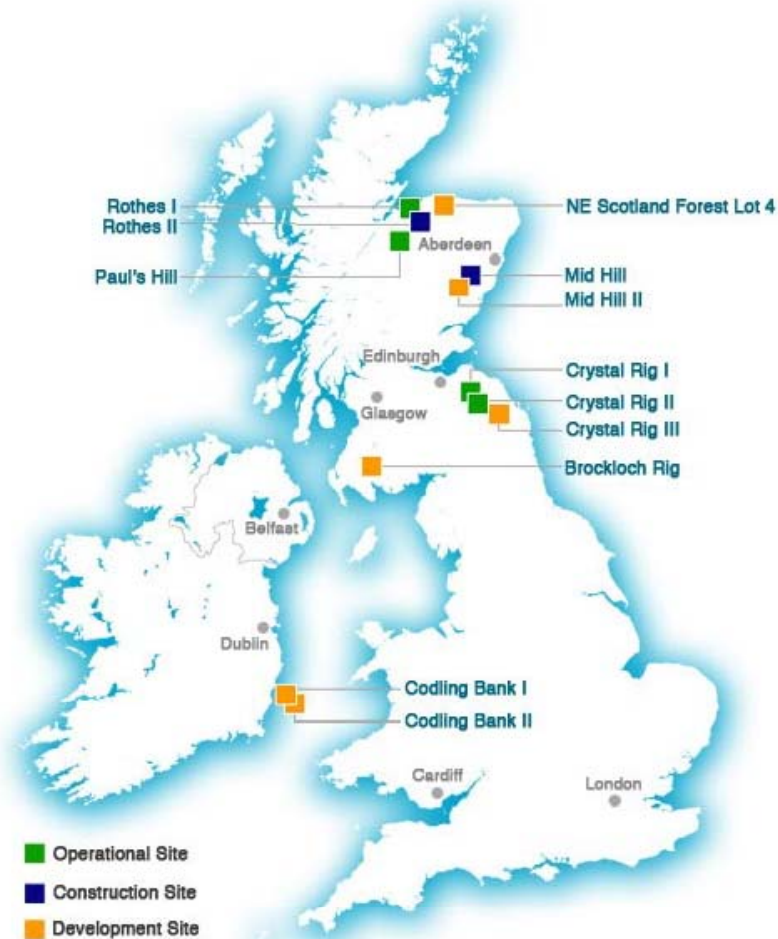 Rothes I
Rothes II
NE Scotland Forest Lot 4
Aberdeen
Paul's Hill
Mid Hill
Mid Hill II
Edinburgh
Crystal Rig I
Glasgow
Crystal Rig II
Crystal Rig III
Brockloch Rig
Belfast
Dublin
Codling Bank I
Codling Bank II
Cardiff
London
Operational Site
Construction Site
Development Site